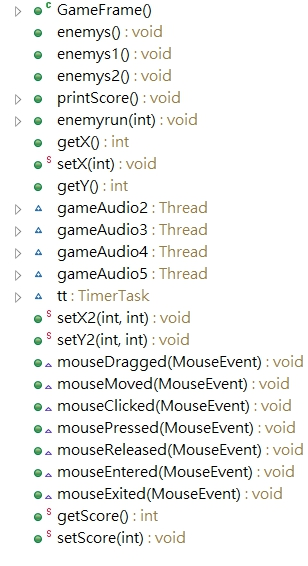 GameFrame()
enemys() : void
enemys1() : void
enemys2() : void
printScore() : void
enemyrun(int) : void
getX() : int
setX(int) : void
getY() : int
gameAudio2 : Thread
gameAudio3 : Thread
gameAudio4 : Thread
gameAudio5 : Thread
tt : TimerTask
setX2(int, int) : void
setY2(int, int) : void
mouseDragged(MouseEvent) : void
mouseMoved(MouseEvent) : void
mouseClicked(MouseEvent) : void
mousePressed(MouseEvent) : void
mouseReleased(MouseEvent) : void
mouseEntered(MouseEvent) : void
mouseExited(MouseEvent) : void
getScore() : int
setScore(int) : void